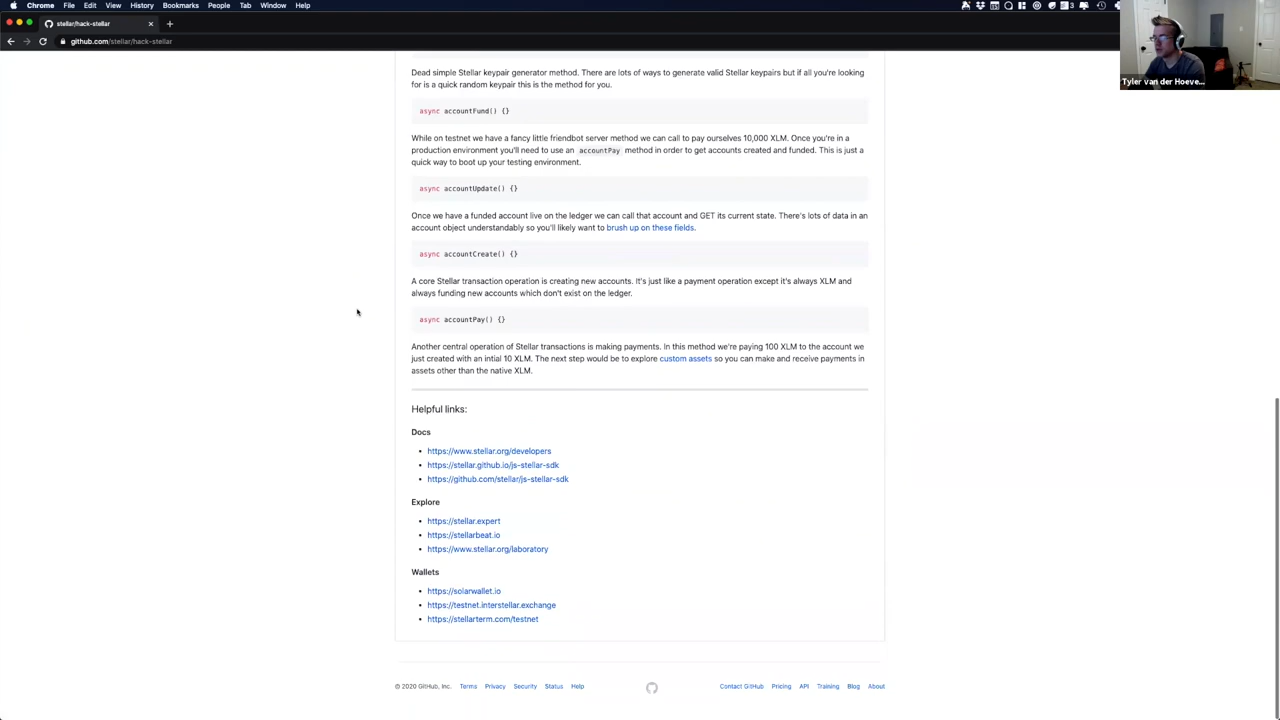 Chrome File Edit View History Bookmarks People Tab Window Help
3
stellar/hack-stellar
github.com/stellar/hack-stellar
Tyler van der Hoeve...
Dead simple Stellar keypair generator method. There are lots of ways to generate valid Stellar keypairs but if all you're looking
for is a quick random keypair this is the method for you.
async accountFund() {}
While on testnet we have a fancy little friendbot server method we can call to pay ourselves 10,000 XLM. Once you're in a
production environment you'll need to use an accountPay method in order to get accounts created and funded. This is just a
quick way to boot up your testing environment.
async accountUpdate() {}
Once we have a funded account live on the ledger we can call that account and GET its current state. There's lots of data in an
account object understandably so you'll likely want to brush up on these fields.
async accountCreate() {}
A core Stellar transaction operation is creating new accounts. It's just like a payment operation except it's always XLM and
always funding new accounts which don't exist on the ledger.
async accountPay() {}
Another central operation of Stellar transactions is making payments. In this method we're paying 100 XLM to the account we
just created with an intial 10 XLM. The next step would be to explore custom assets so you can make and receive payments in
assets other than the native XLM.
Helpful links:
Docs
• https://www.stellar.org/developers
• https://stellar.github.io/js-stellar-sdk
• https://github.com/stellar/js-stellar-sdk
Explore
• https://stellar.expert
• https://stellarbeat.io
• https://www.stellar.org/laboratory
Wallets
• https://solarwallet.io
• https://testnet.interstellar.exchange
• https://stellarterm.com/testnet
© 2020 GitHub, Inc. Terms Privacy Security Status Help Contact GitHub Pricing API Training Blog About